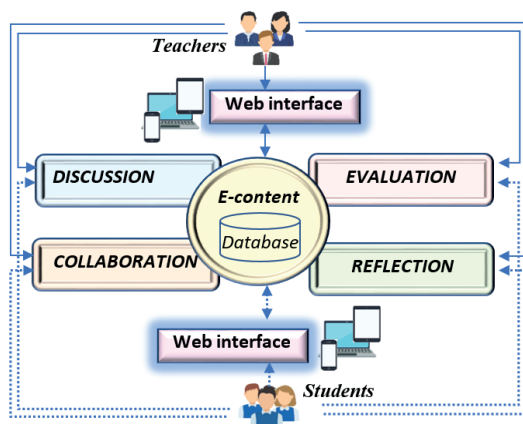 Teachers
Web interface
DISCUSSION
EVALUATION
E-content
Database
COLLABORATION
REFLECTION
Web interface
Students